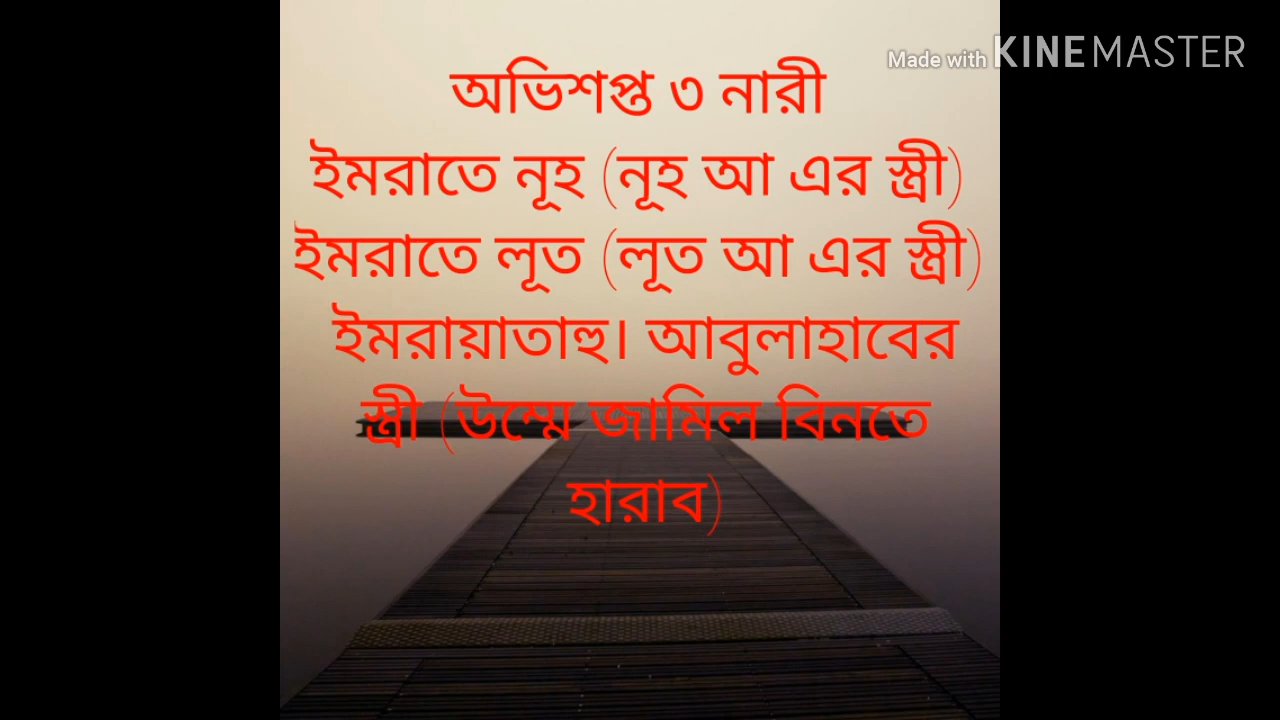 Made with KINEMASTER
অভিশপ্ত ৩ নারী
ইমরাতে নূহ (নূহ আ এর স্ত্রী)
ইমরাতে লূত (লূত আ এর স্ত্রী)
ইমরায়াতাহু। আবুলাহাবের
স্ত্রী (উম্মে জামিল বিনতে
হারাব)